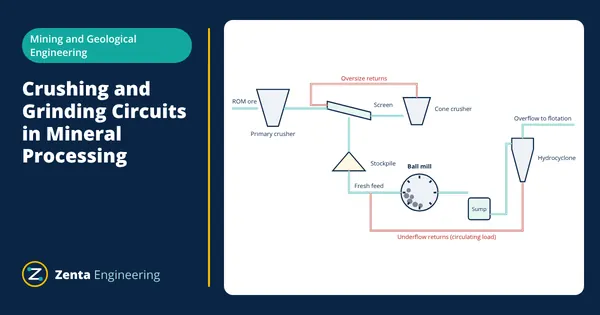 Mining and Geological
Engineering
Crushing and
Grinding Circuits
in Mineral
Processing
Zenta Engineering
Oversize returns
ROM ore
Screen
Cone crusher
Primary crusher
Overflow to flotation
Hydrocyclone
Stockpile
Ball mill
Fresh feed
Sump
Underflow returns (circulating load)